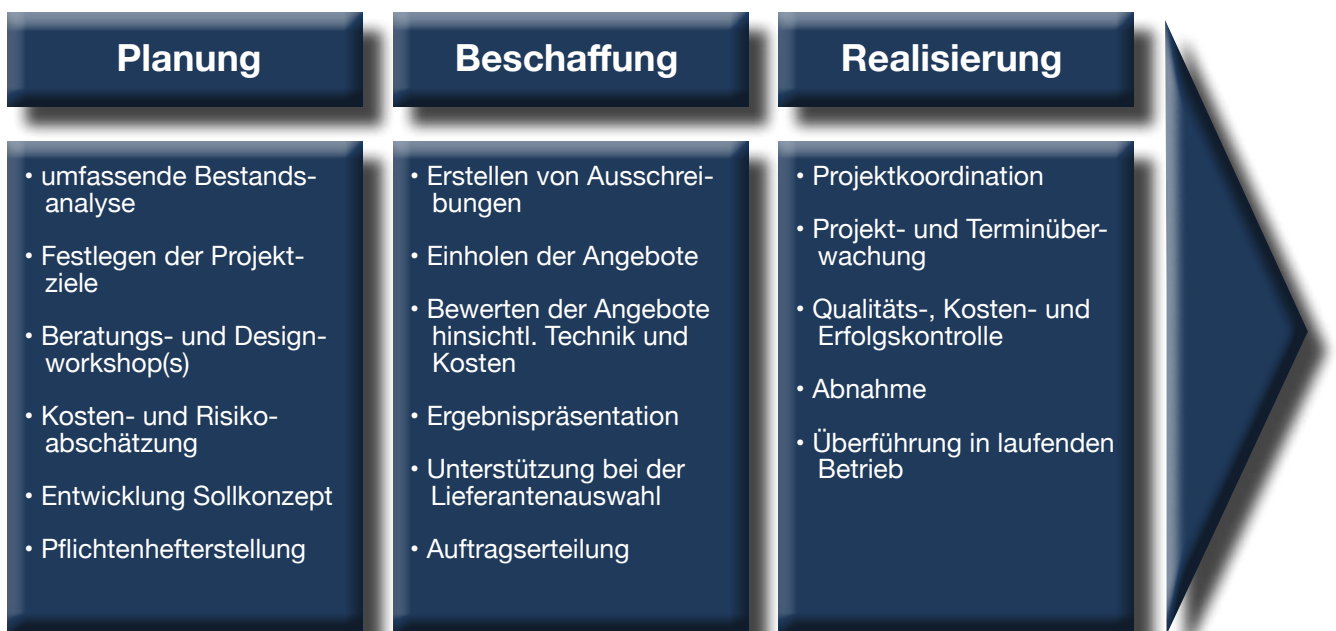 Planung
• umfassende Bestands-
analyse
• Festlegen der Projekt-
ziele
• Beratungs- und Design-
workshop(s)
• Kosten- und Risiko-
abschätzung
• Entwicklung Sollkonzept
• Pflichtenhefterstellung
Beschaffung
• Erstellen von Ausschrei-
bungen
• Einholen der Angebote
• Bewerten der Angebote
hinsichtl. Technik und
Kosten
• Ergebnispräsentation
• Unterstützung bei der
Lieferantenauswahl
• Auftragserteilung
Realisierung
• Projektkoordination
• Projekt- und Terminüber-
wachung
• Qualitäts-, Kosten- und
Erfolgskontrolle
• Abnahme
• Überführung in laufenden
Betrieb